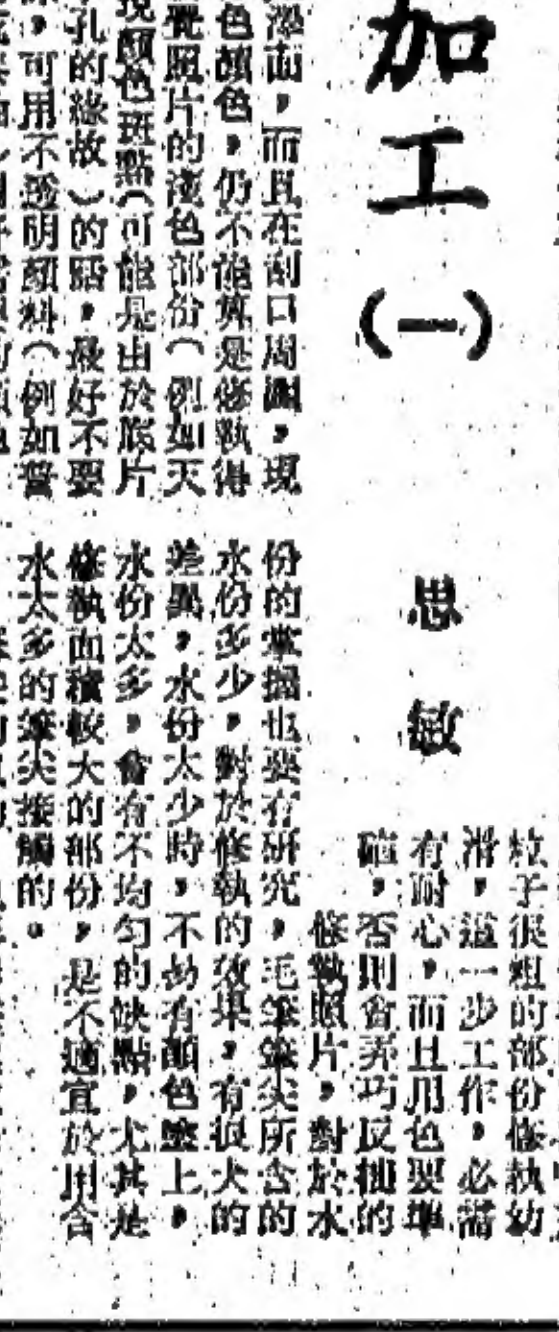 加工(一)
思敏
粒子很粗的部份修執幼
滑，這一步工作，必需
有耐心，而且用色要準
確，否則會弄巧反拙的
修執照片，對於水
份的掌握也要有研究，毛筆筆尖所含的
水份多少，對於修執的效果，有很大的
差異，水份太少時，不易有顏色塗上，
水份太多，會有不均勻的缺點，尤其是
修執面積較大的部份，是不適宜於用含
水太多的筆尖接觸的。
面，而且在刮口周圍，現
色顏色，仍不能算是修執得
覺照片的淺色部份（例如天
現顏色斑點（可能是由於底片
孔的緣故）的話，最好不要
，可用不透明顏料（例如普